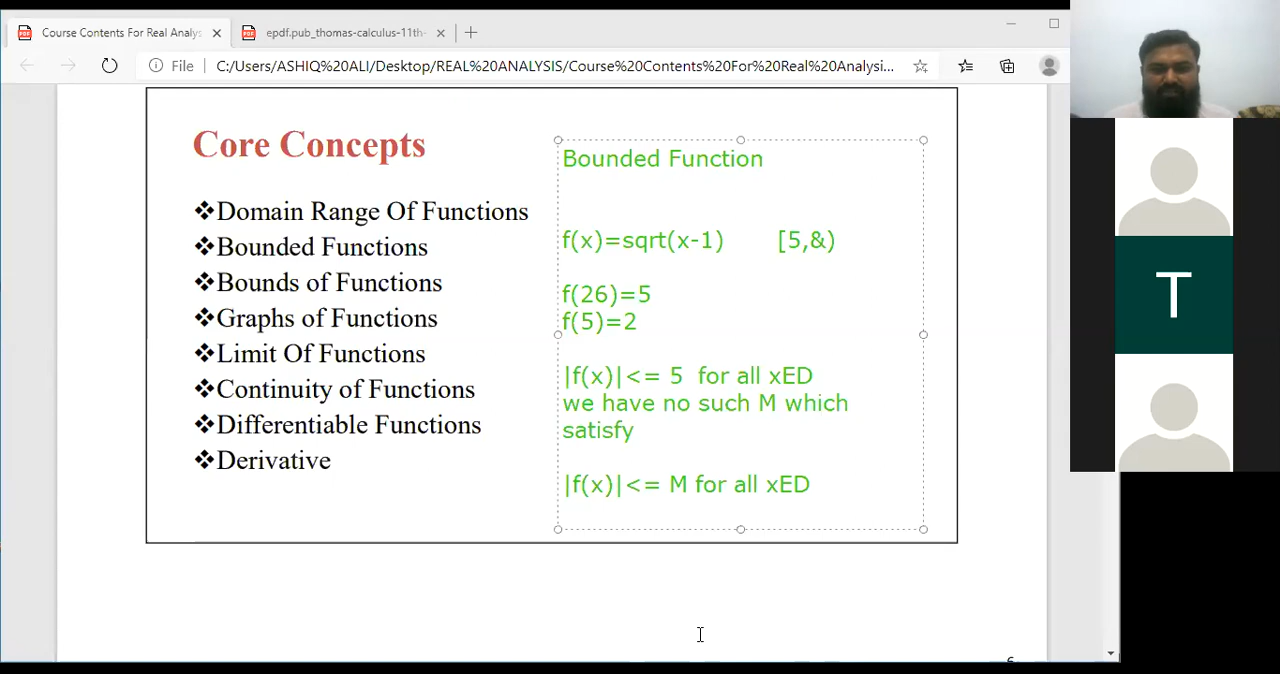 Course Contents For Real Analys
epdf.pub_thomas-calculus-11th-
File
C:/Users/ASHIQ%20ALI/Desktop/REAL%20ANALYSIS/Course%20Contents%20For%20Real%20Analysi...
Core Concepts
❖Domain Range Of Functions
❖Bounded Functions
❖Bounds of Functions
❖Graphs of Functions
❖Limit Of Functions
❖Continuity of Functions
❖Differentiable Functions
❖Derivative
Bounded Function
f(x)=sqrt(x-1) [5,&)
f(26)=5
f(5)=2
|f(x)|<= 5 for all xED
we have no such M which
satisfy
|f(x)|<= M for all xED
T